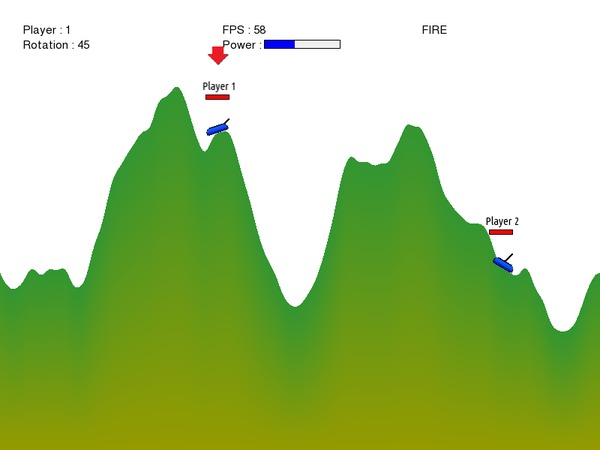 Player : 1
FPS : 58
FIRE
Rotation : 45
Power :
Player 1
Player 2